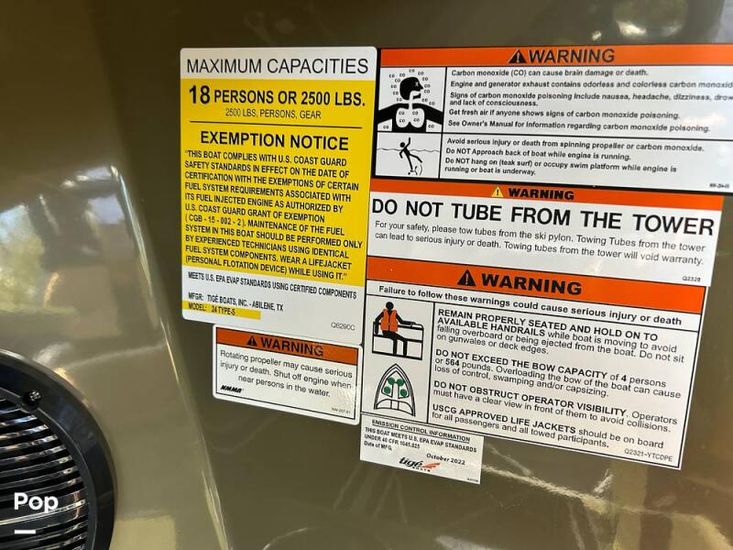 MAXIMUM CAPACITIES
18 PERSONS OR 2500 LBS.
2500 LBS, PERSONS, GEAR
EXEMPTION NOTICE
"THIS BOAT COMPLIES WITH U.S. COAST GUARD
SAFETY STANDARDS IN EFFECT ON THE DATE OF
CERTIFICATION WITH THE EXEMPTIONS OF CERTAIN
FUEL SYSTEM REQUIREMENTS ASSOCIATED WITH
ITS FUEL INJECTED ENGINE AS AUTHORIZED BY
U.S. COAST GUARD GRANT OF EXEMPTION
(CGB - 15 - 002 - 2). MAINTENANCE OF THE FUEL
SYSTEM IN THIS BOAT SHOULD BE PERFORMED ONLY
BY EXPERIENCED TECHNICIANS USING IDENTICAL
FUEL SYSTEM COMPONENTS. WEAR A LIFEJACKET
(PERSONAL FLOTATION DEVICE) WHILE USING IT."
MEETS U.S. EPA EVAP STANDARDS USING CERTIFIED COMPONENTS
MFGR: TIGÉ BOATS, INC. - ABILENE, TX
MODEL: 24 TYPE-S
Q6290C
WARNING
Rotating propeller may cause serious
injury or death. Shut off engine when
near persons in the water.
NMMA
WARNING
Carbon monoxide (CO) can cause brain damage or death.
Engine and generator exhaust contains odorless and colorless carbon monoxid
Signs of carbon monoxide poisoning include nausea, headache, dizziness, drow
and lack of consciousness.
Get fresh air if anyone shows signs of carbon monoxide poisoning.
See Owner's Manual for information regarding carbon monoxide poisoning.
Avoid serious injury or death from spinning propeller or carbon monoxide.
Do NOT Approach back of boat while engine is running.
Do NOT hang on (teak surf) or occupy swim platform while engine is
running or boat is underway.
WARNING
DO NOT TUBE FROM THE TOWER
For your safety, please tow tubes from the ski pylon. Towing Tubes from the tower
can lead to serious injury or death. Towing tubes from the tower will void warranty.
Q2320
WARNING
Failure to follow these warnings could cause serious injury or death
REMAIN PROPERLY SEATED AND HOLD ON TO
AVAILABLE HANDRAILS while boat is moving to avoid
falling overboard or being ejected from the boat. Do not sit
on gunwales or deck edges.
DO NOT EXCEED THE BOW CAPACITY of 4 persons
or 564 pounds. Overloading the bow of the boat can cause
loss of control, swamping and/or capsizing.
DO NOT OBSTRUCT OPERATOR VISIBILITY. Operators
must have a clear view in front of them to avoid collisions.
USCG APPROVED LIFE JACKETS should be on board
for all passengers and all towed participants.
Q2321-YTCDPE
EMISSION CONTROL INFORMATION
THIS BOAT MEETS U.S. EPA EVAP STANDARDS
UNDER 40 CFR 1045.625
Date of MFG. October 2022
tigé
Pop